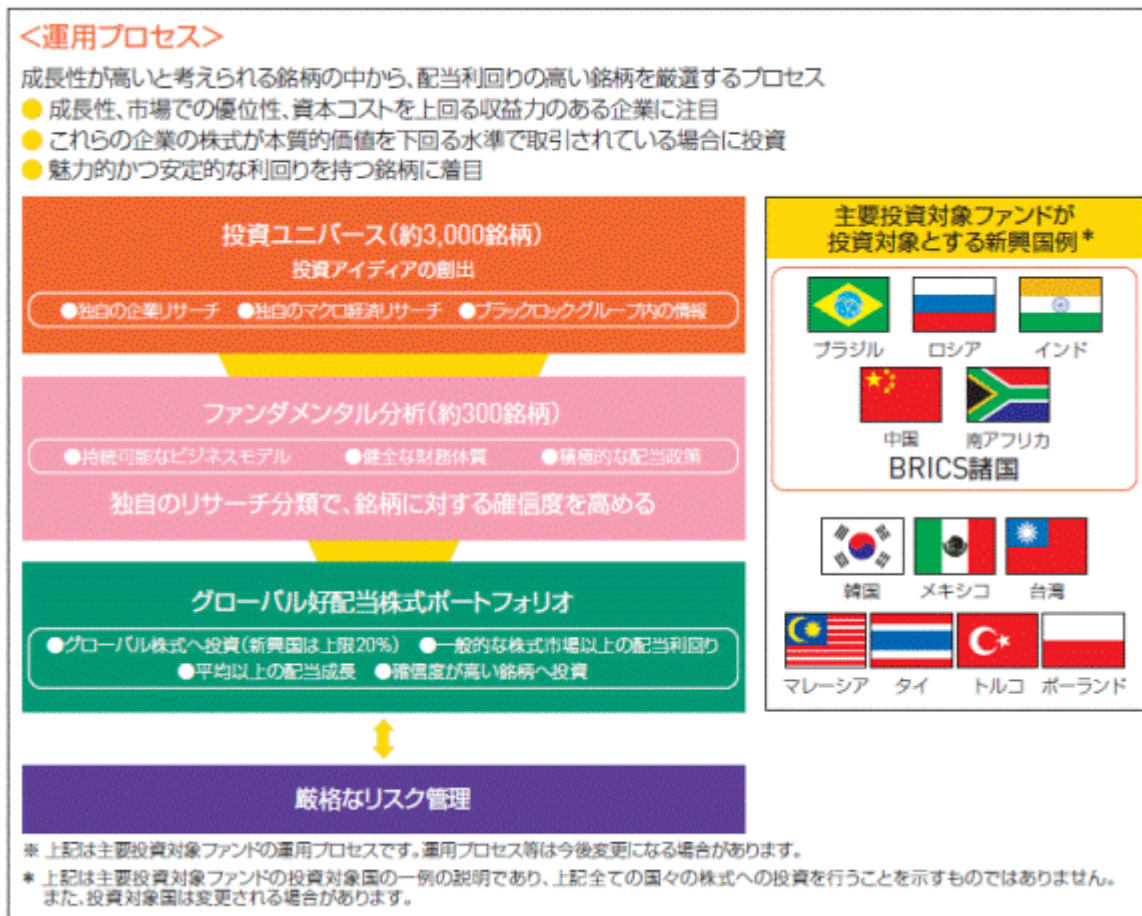 ＜運用プロセス＞
成長性が高いと考えられる銘柄の中から、配当利回りの高い銘柄を厳選するプロセス
● 成長性、市場での優位性、資本コストを上回る収益力のある企業に注目
● これらの企業の株式が本質的価値を下回る水準で取引されている場合に投資
● 魅力的かつ安定的な利回りを持つ銘柄に着目
投資ユニバース（約3,000銘柄）
投資アイディアの創出
●独自の企業リサーチ ●独自のマクロ経済リサーチ ●ブラックロック・グループ内の情報
ファンダメンタル分析（約300銘柄）
●持続可能なビジネスモデル ●健全な財務体質 ●積極的な配当政策
独自のリサーチ分類で、銘柄に対する確信度を高める
グローバル好配当株式ポートフォリオ
●グローバル株式へ投資（新興国は上限20%） ●一般的な株式市場以上の配当利回り
●平均以上の配当成長 ●確信度が高い銘柄へ投資
厳格なリスク管理
主要投資対象ファンドが
投資対象とする新興国例*
ブラジル ロシア インド
中国 南アフリカ
BRICS諸国
韓国 メキシコ 台湾
マレーシア タイ トルコ ポーランド
※ 上記は主要投資対象ファンドの運用プロセスです。運用プロセス等は今後変更になる場合があります。
* 上記は主要投資対象ファンドの投資対象国の一例の説明であり、上記全ての国々の株式への投資を行うことを示すものではありません。
また、投資対象国は変更される場合があります。